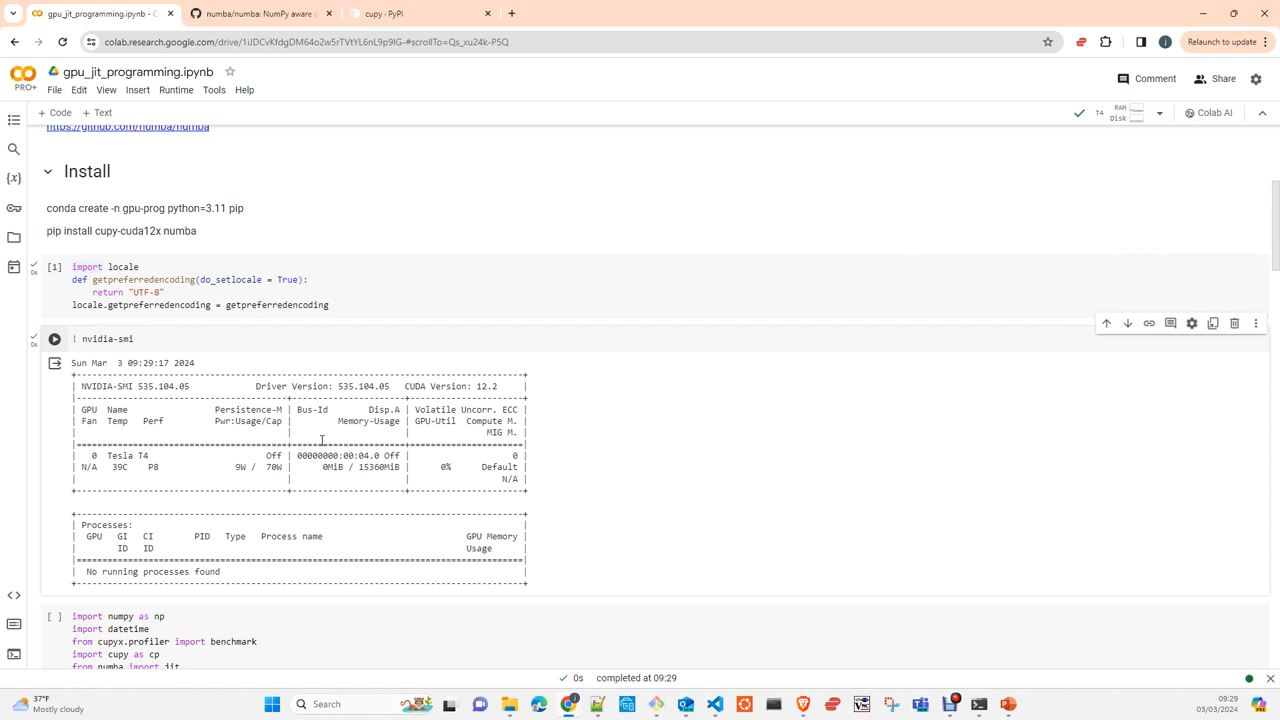 gpu_jit_programming.ipynb - C
numba/numba: NumPy aware
cupy · PyPI
colab.research.google.com/drive/1iJDCvKfdgDM64o2w5rTVtYL6nL9p9IG-#scrollTo=Qs_xu24k-P5Q
Relaunch to update
PRO+
gpu_jit_programming.ipynb
File Edit View Insert Runtime Tools Help
Comment
Share
+ Code + Text
T4
RAM
Disk
Colab AI
https://github.com/numba/numba
Install
conda create -n gpu-prog python=3.11 pip
pip install cupy-cuda12x numba
[1] import locale
0s
def getpreferredencoding(do_setlocale = True):
return "UTF-8"
locale.getpreferredencoding = getpreferredencoding
! nvidia-smi
0s
Sun Mar 3 09:29:17 2024
NVIDIA-SMI 535.104.05 Driver Version: 535.104.05 CUDA Version: 12.2
GPU Name Persistence-M | Bus-Id Disp.A | Volatile Uncorr. ECC
Fan Temp Perf Pwr:Usage/Cap | Memory-Usage | GPU-Util Compute M.
MIG M.
0 Tesla T4 Off | 00000000:00:04.0 Off | 0
N/A 39C P8 9W / 70W | 0MiB / 15360MiB | 0% Default
N/A
Processes:
GPU GI CI PID Type Process name GPU Memory
ID ID Usage
No running processes found
[ ] import numpy as np
import datetime
from cupyx.profiler import benchmark
import cupy as cp
from numba import jit
0s completed at 09:29
37°F
Mostly cloudy
Search
09:29
03/03/2024